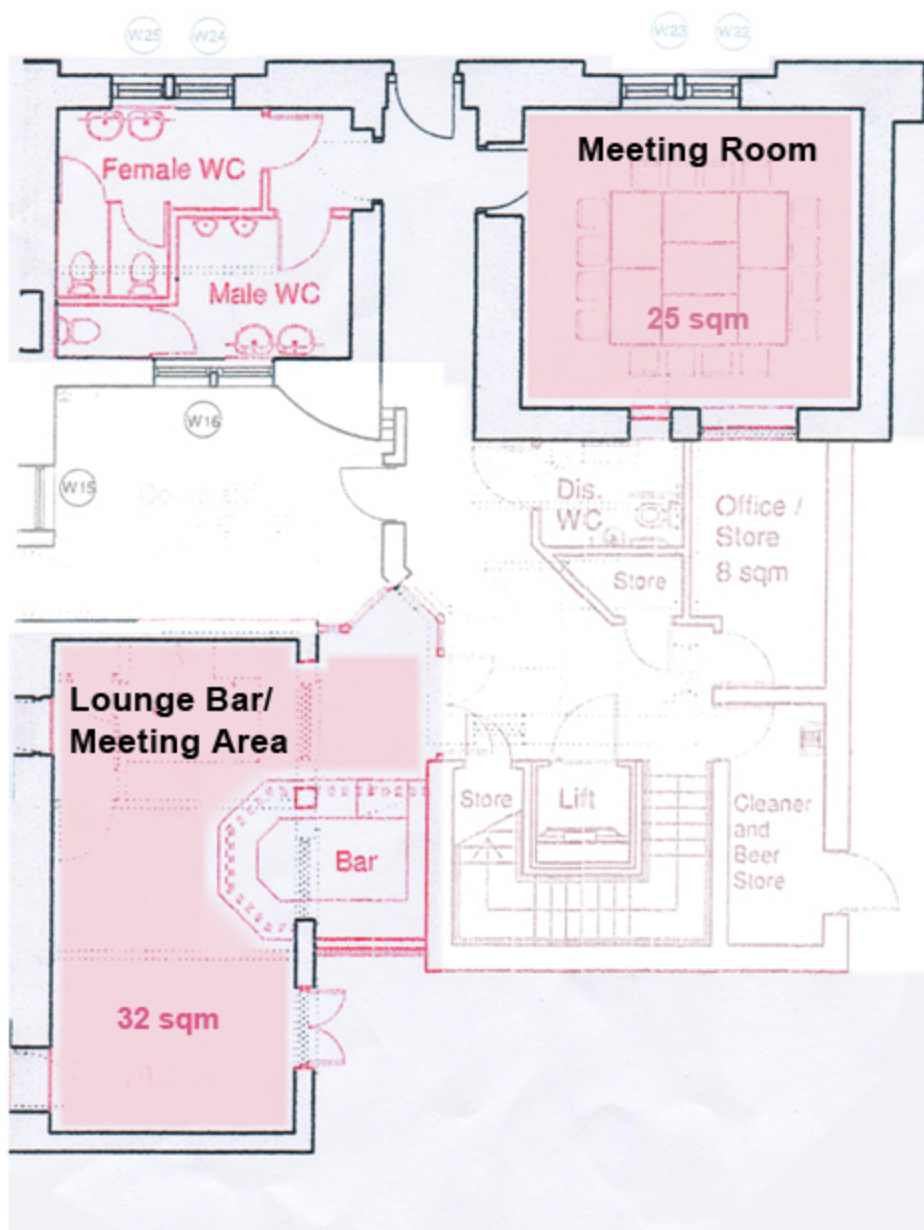 W25
W24
W23
W22
Female WC
Meeting Room
Male WC
25 sqm
W16
W15
Dis.
WC
Office /
Store
8 sqm
Store
Lounge Bar/
Meeting Area
Store
Lift
Bar
Cleaner
and
Beer
Store
32 sqm